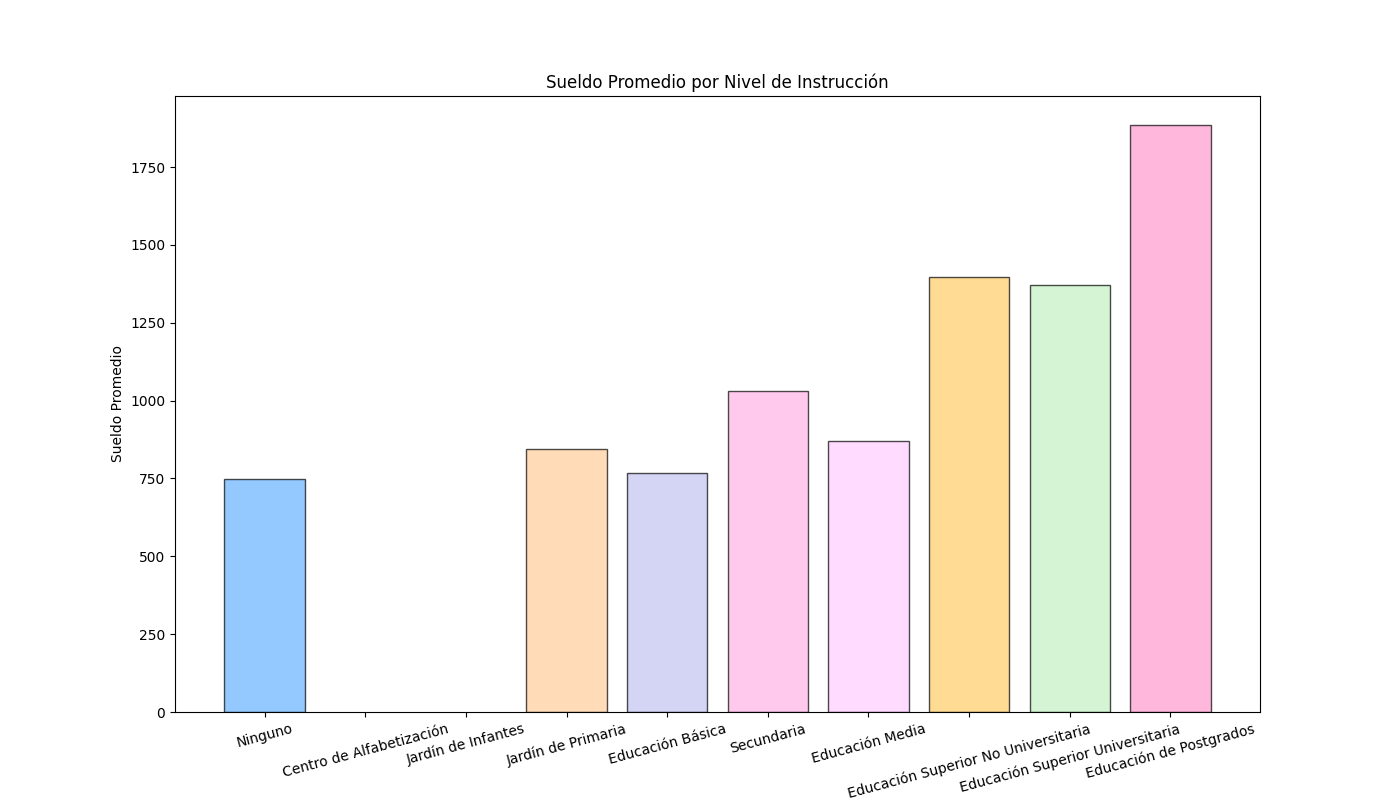 Sueldo Promedio por Nivel de Instrucción
Sueldo Promedio
1750
1500
1250
1000
750
500
250
0
Ninguno
Centro de Alfabetización
Jardín de Infantes
Jardín de Primaria
Educación Básica
Secundaria
Educación Media
Educación Superior No Universitaria
Educación Superior Universitaria
Educación de Postgrados